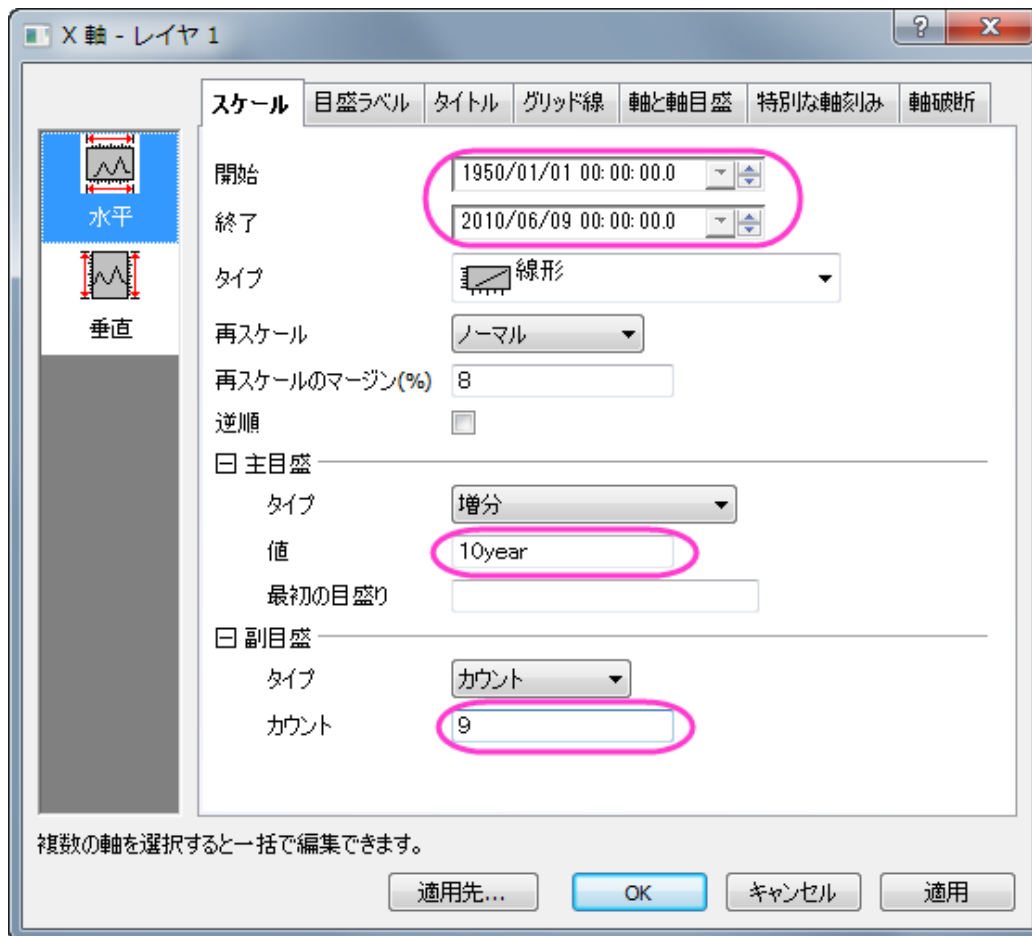 X 軸 - レイヤ 1
?
スケール 目盛ラベル タイトル グリッド線 軸と軸目盛 特別な軸刻み 軸破断
水平
垂直
開始 1950/01/01 00:00:00.0
終了 2010/06/09 00:00:00.0
タイプ 線形
再スケール ノーマル
再スケールのマージン(%) 8
逆順
主目盛
タイプ 増分
値 10year
最初の目盛り
副目盛
タイプ カウント
カウント 9
複数の軸を選択すると一括で編集できます。
適用先... OK キャンセル 適用